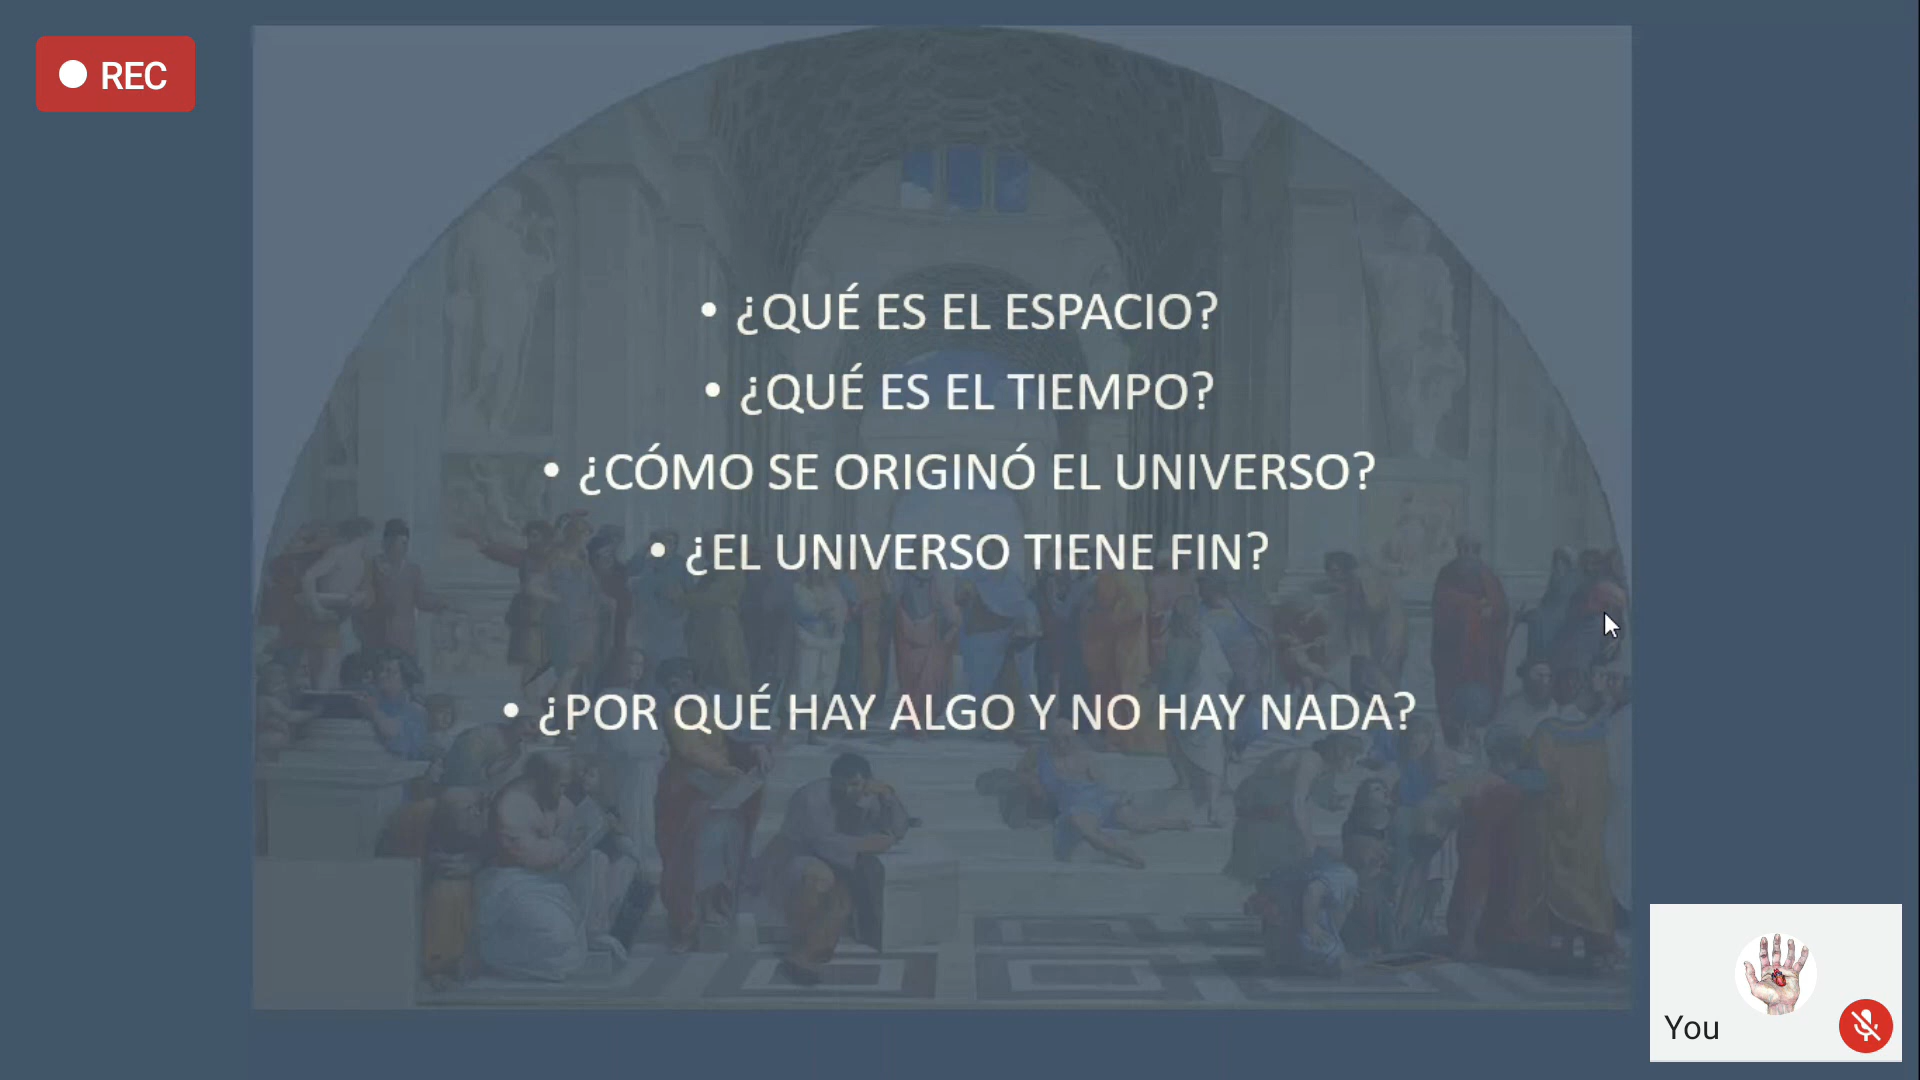 REC
• ¿QUÉ ES EL ESPACIO?
• ¿QUÉ ES EL TIEMPO?
• ¿CÓMO SE ORIGINÓ EL UNIVERSO?
• ¿EL UNIVERSO TIENE FIN?
• ¿POR QUÉ HAY ALGO Y NO HAY NADA?
You